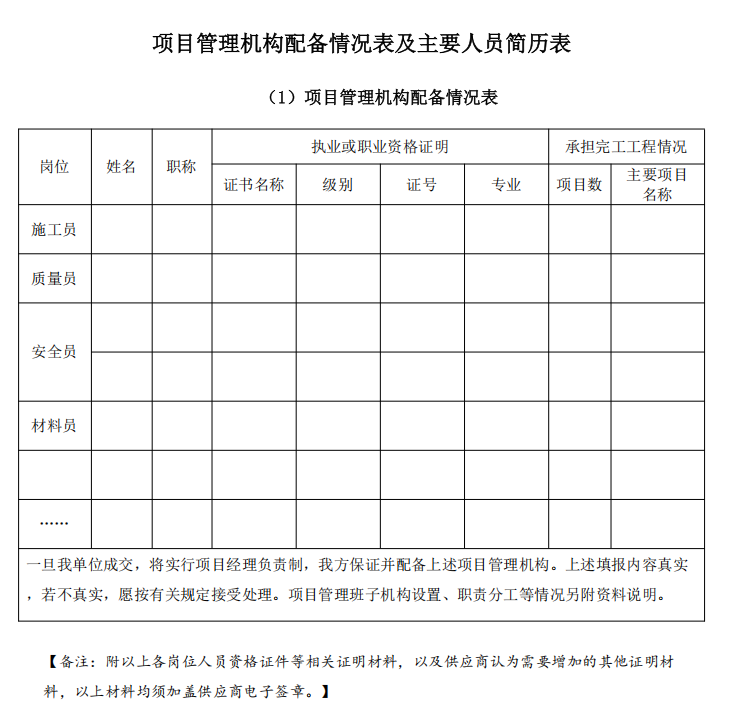 项目管理机构配备情况表及主要人员简历表
（1）项目管理机构配备情况表
岗位 姓名 职称 执业或职业资格证明 承担完工工程情况
证书名称 级别 证号 专业 项目数 主要项目
名称
施工员
质量员
安全员
材料员
……
一旦我单位成交，将实行项目经理负责制，我方保证并配备上述项目管理机构。上述填报内容真实
，若不真实，愿按有关规定接受处理。项目管理班子机构设置、职责分工等情况另附资料说明。
【备注：附以上各岗位人员资格证件等相关证明材料，以及供应商认为需要增加的其他证明材
料，以上材料均须加盖供应商电子签章。】